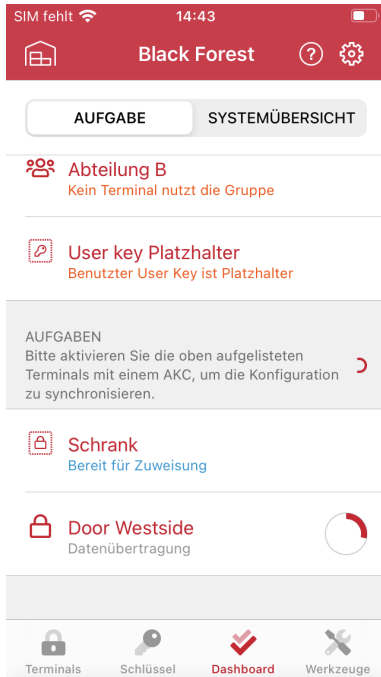 SIM fehlt 14:43
Black Forest ?
AUFGABE SYSTEMÜBERSICHT
Abteilung B
Kein Terminal nutzt die Gruppe
User key Platzhalter
Benutzter User Key ist Platzhalter
AUFGABEN
Bitte aktivieren Sie die oben aufgelisteten
Terminals mit einem AKC, um die Konfiguration
zu synchronisieren.
Schrank
Bereit für Zuweisung
Door Westside
Datenübertragung
Terminals Schlüssel Dashboard Werkzeuge